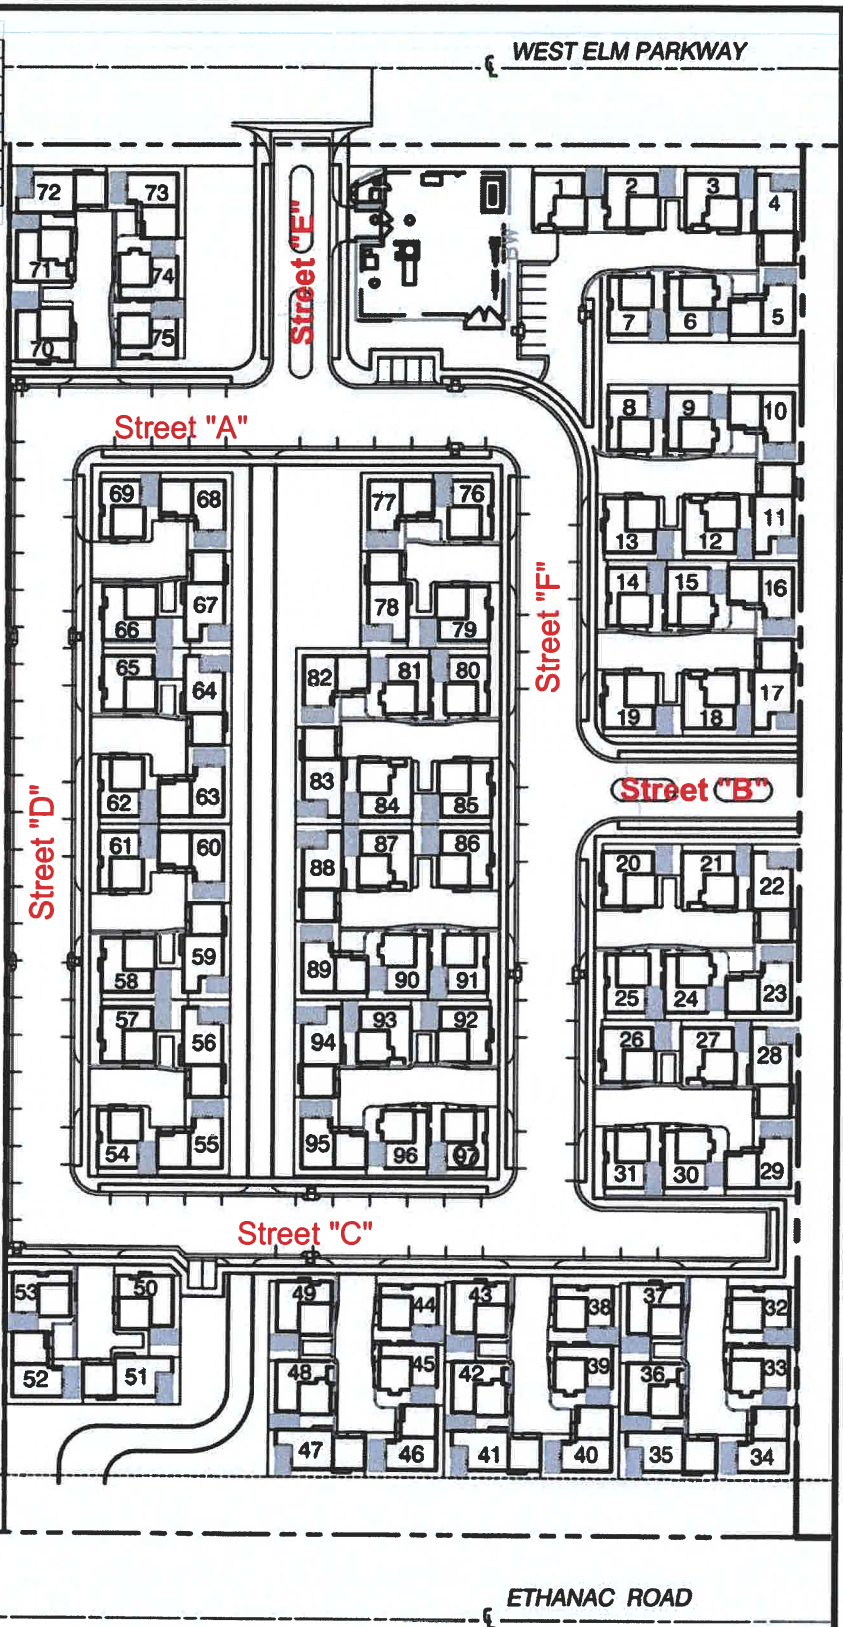 WEST ELM PARKWAY
72 73 1 2 3 4
Street "E"
BW
71 74
7 6 5
70 75
Street "A"
8 9 10
69 68 77 76
13 12 11
67 78 79
66
14 15 16
Street "F"
65 64 82 81 80
19 18 17
62 63 83 84 85
Street "B"
Street "D"
61 60 88 87 86
20 21 22
58 59 89 90 91
25 24 23
57 56 94 93 92
26 27 28
54 55 95 96 97
31 30 29
Street "C"
53 50 49 44 43 38 37 32
52 51 48 45 42 39 36 33
47 46 41 40 35 34
ETHANAC ROAD